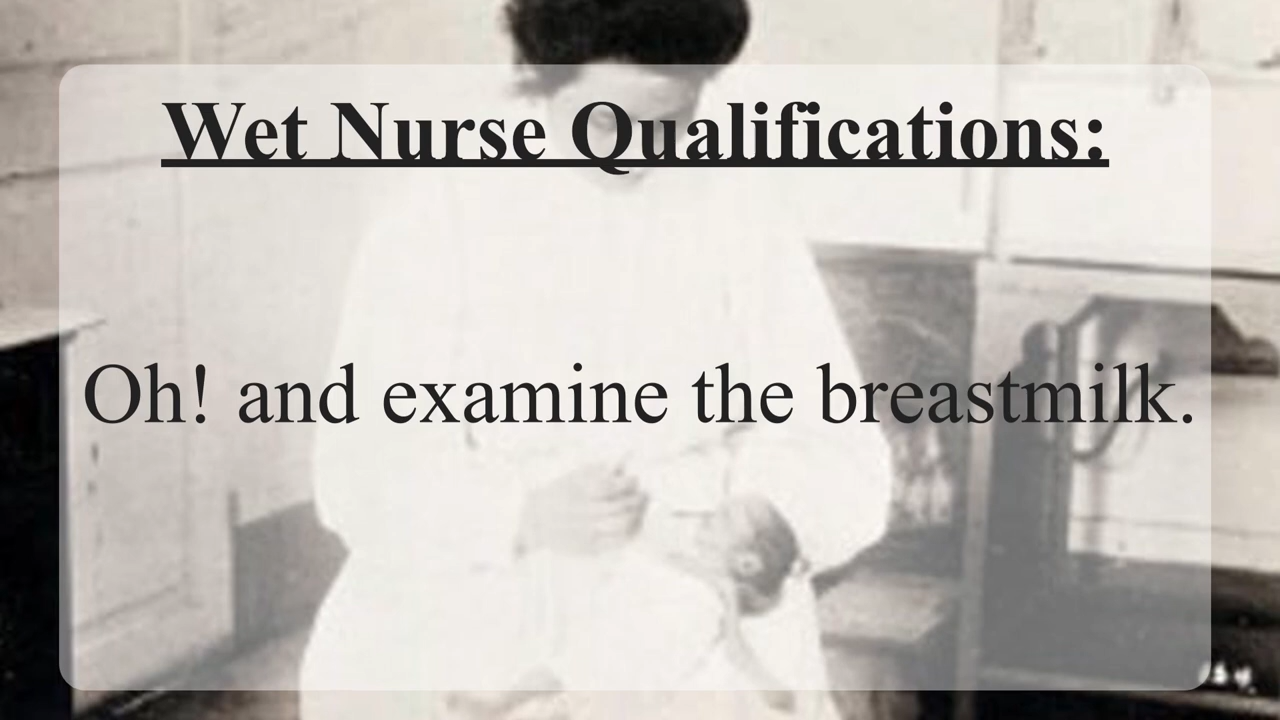 Wet Nurse Qualifications:
Oh! and examine the breastmilk.